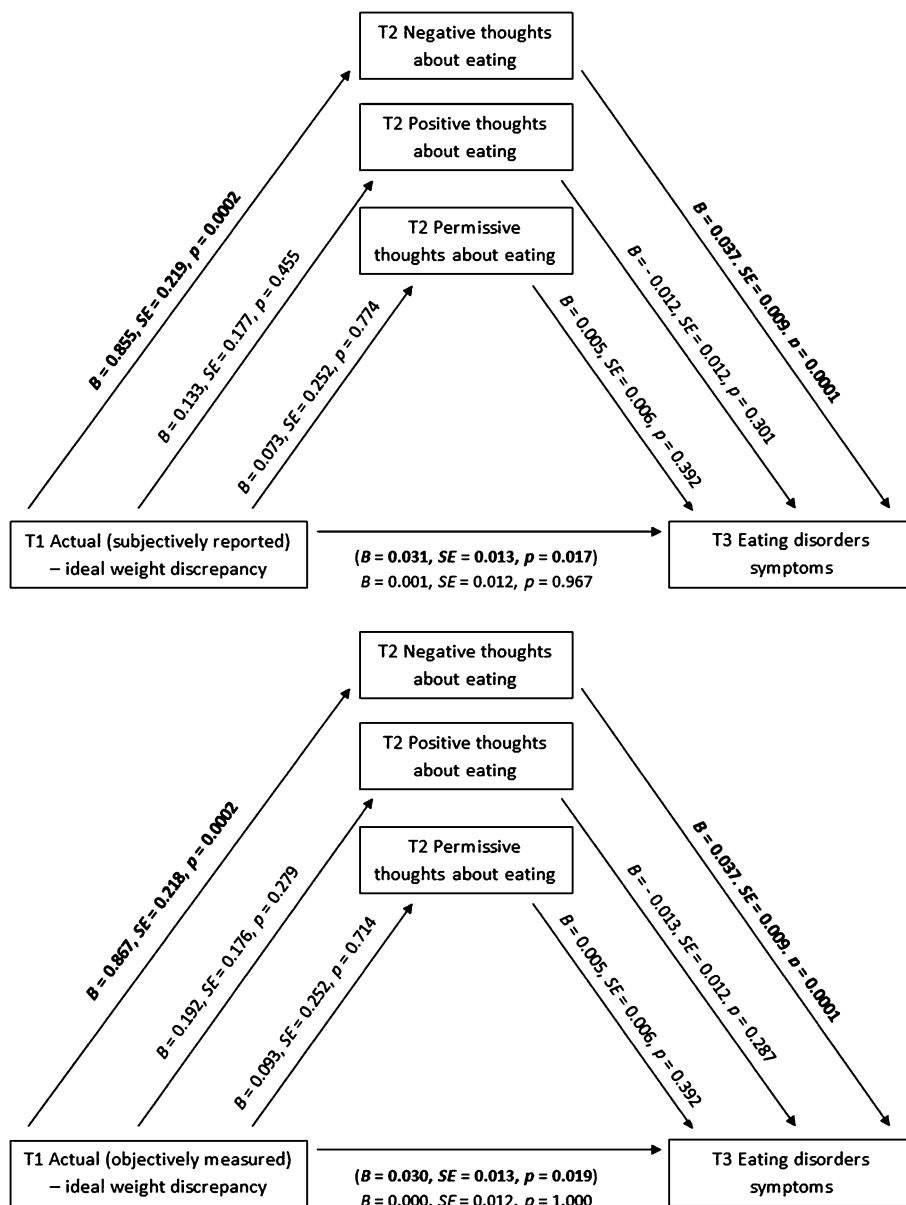 T2 Negative thoughts
about eating
T2 Positive thoughts
about eating
T2 Permissive
thoughts about eating
B = 0.855, SE = 0.219, p = 0.0002
B = 0.133, SE = 0.177, p = 0.455
B = 0.073, SE = 0.252, p = 0.774
B = 0.037. SE = 0.009, p = 0.0001
B = - 0.012, SE = 0.012, p = 0.301
B = 0.005, SE = 0.006, p = 0.392
T1 Actual (subjectively reported)
– ideal weight discrepancy
(B = 0.031, SE = 0.013, p = 0.017)
B = 0.001, SE = 0.012, p = 0.967
T3 Eating disorders
symptoms
T2 Negative thoughts
about eating
T2 Positive thoughts
about eating
T2 Permissive
thoughts about eating
B = 0.867, SE = 0.218, p = 0.0002
B = 0.192, SE = 0.176, p = 0.279
B = 0.093, SE = 0.252, p = 0.714
B = 0.037. SE = 0.009, p = 0.0001
B = - 0.013, SE = 0.012, p = 0.287
B = 0.005, SE = 0.006, p = 0.392
T1 Actual (objectively measured)
– ideal weight discrepancy
(B = 0.030, SE = 0.013, p = 0.019)
B = 0.000, SE = 0.012, p = 1.000
T3 Eating disorders
symptoms